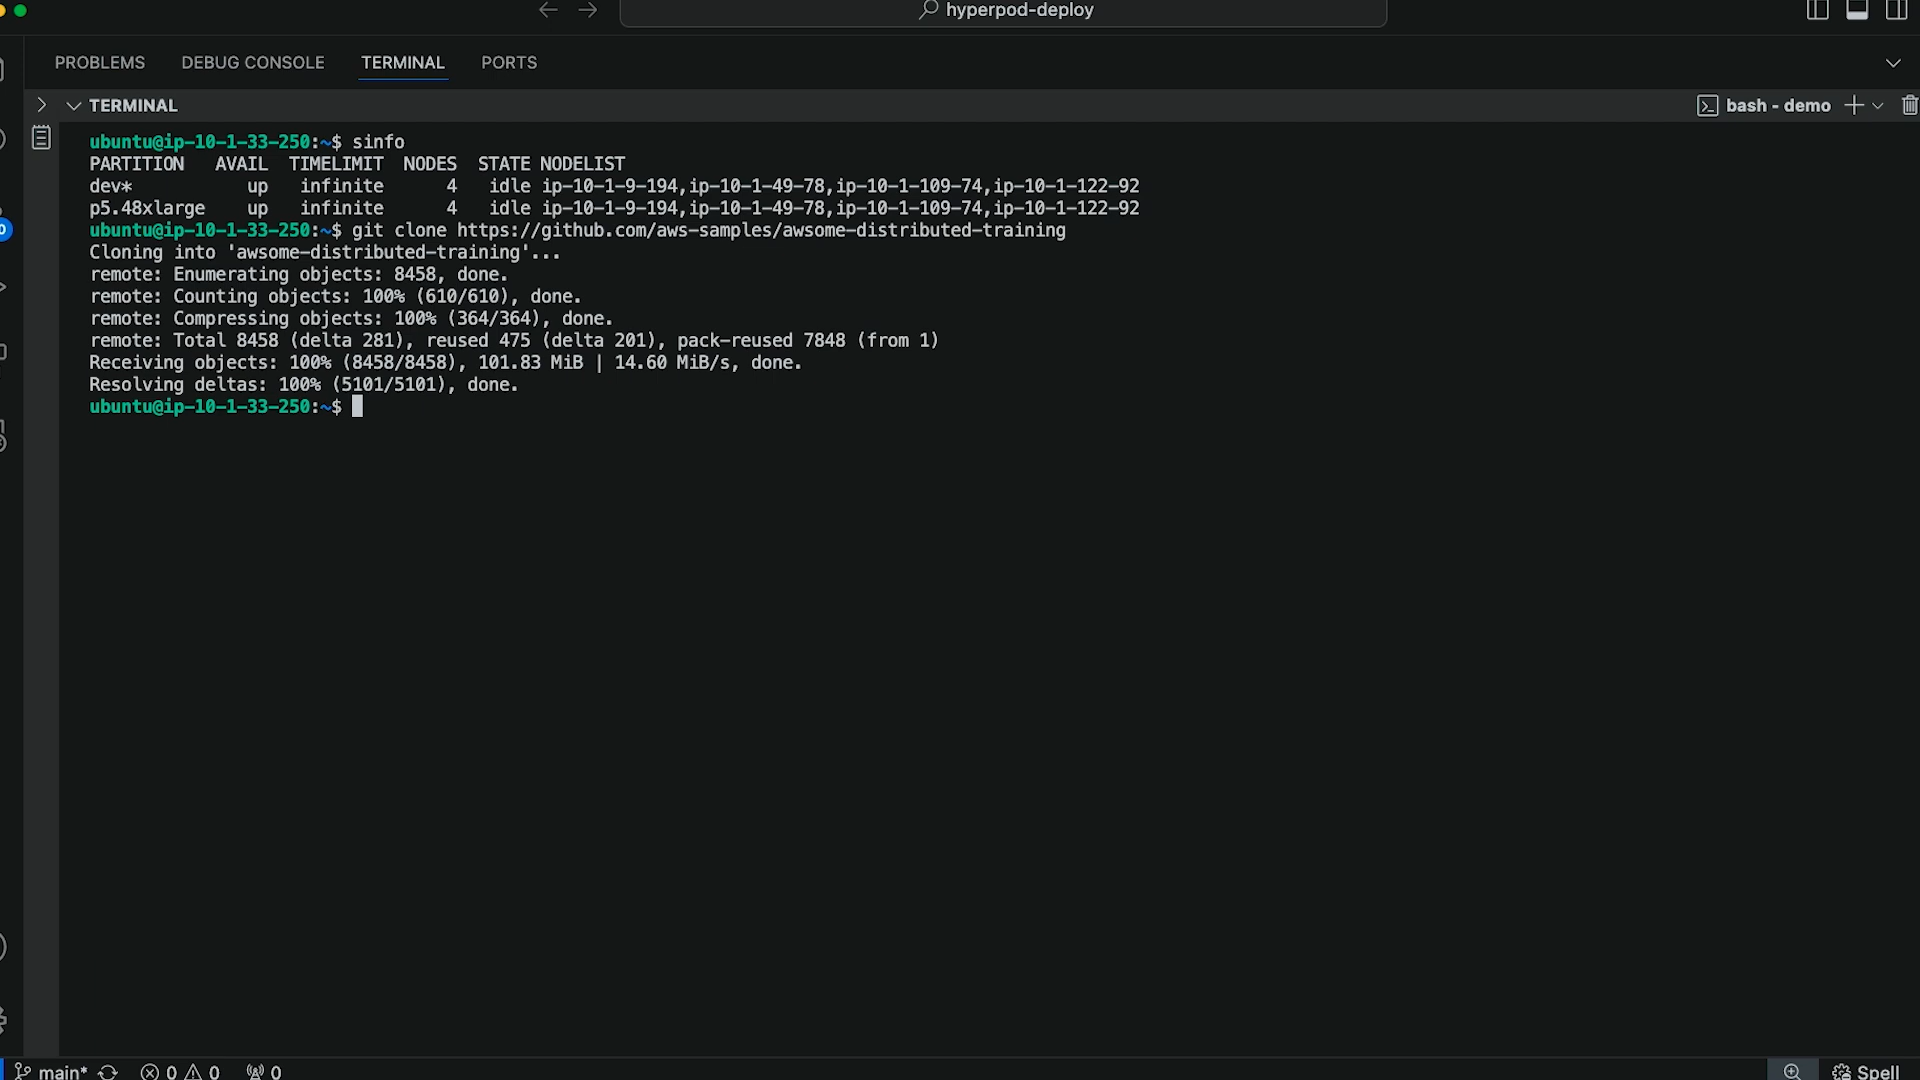 hyperpod-deploy
PROBLEMS DEBUG CONSOLE TERMINAL PORTS
TERMINAL
bash - demo
ubuntu@ip-10-1-33-250:~$ sinfo
PARTITION   AVAIL  TIMELIMIT  NODES  STATE NODELIST
dev*           up   infinite      4   idle ip-10-1-9-194,ip-10-1-49-78,ip-10-1-109-74,ip-10-1-122-92
p5.48xlarge    up   infinite      4   idle ip-10-1-9-194,ip-10-1-49-78,ip-10-1-109-74,ip-10-1-122-92
ubuntu@ip-10-1-33-250:~$ git clone https://github.com/aws-samples/awsome-distributed-training
Cloning into 'awsome-distributed-training'...
remote: Enumerating objects: 8458, done.
remote: Counting objects: 100% (610/610), done.
remote: Compressing objects: 100% (364/364), done.
remote: Total 8458 (delta 281), reused 475 (delta 201), pack-reused 7848 (from 1)
Receiving objects: 100% (8458/8458), 101.83 MiB | 14.60 MiB/s, done.
Resolving deltas: 100% (5101/5101), done.
ubuntu@ip-10-1-33-250:~$
main* 0 0 0 Spell